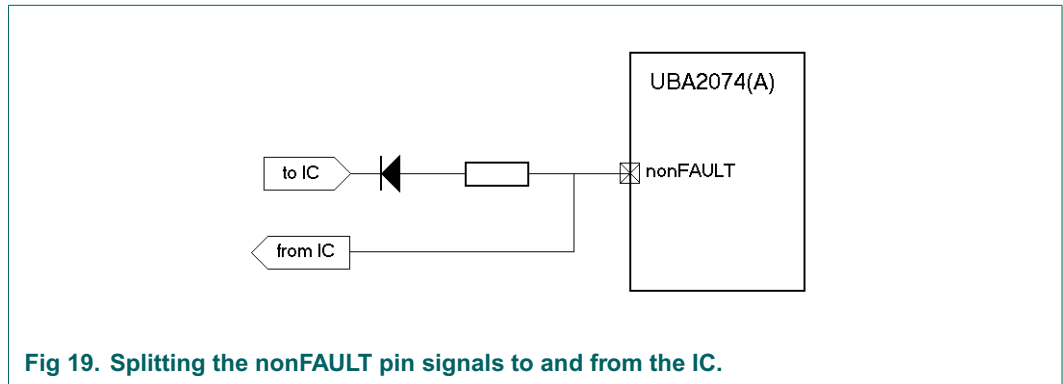 UBA2074(A)
to IC
nonFAULT
from IC
Fig 19. Splitting the nonFAULT pin signals to and from the IC.